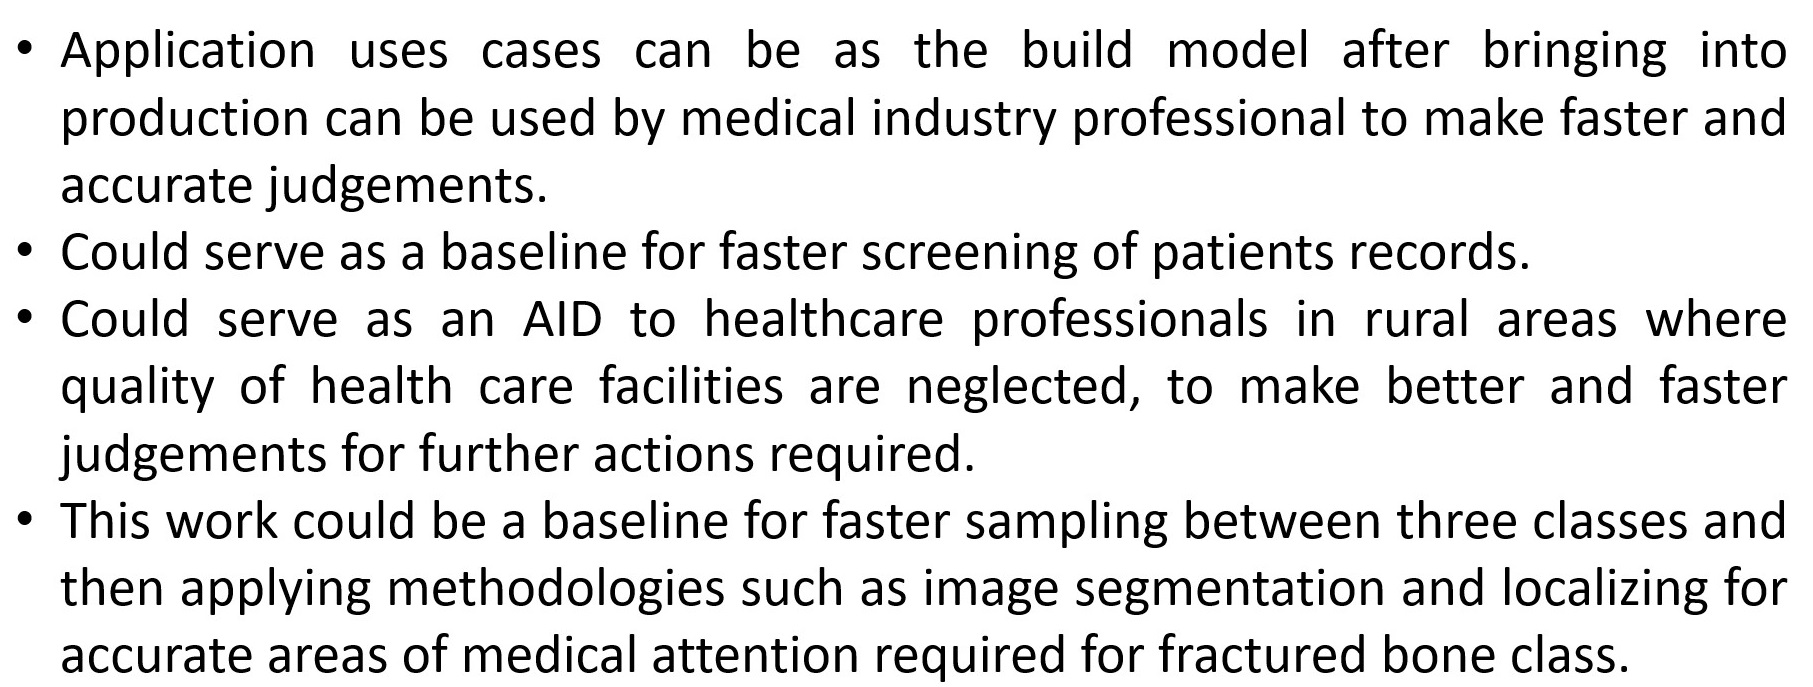 • Application uses cases can be as the build model after bringing into
production can be used by medical industry professional to make faster and
accurate judgements.
• Could serve as a baseline for faster screening of patients records.
• Could serve as an AID to healthcare professionals in rural areas where
quality of health care facilities are neglected, to make better and faster
judgements for further actions required.
• This work could be a baseline for faster sampling between three classes and
then applying methodologies such as image segmentation and localizing for
accurate areas of medical attention required for fractured bone class.